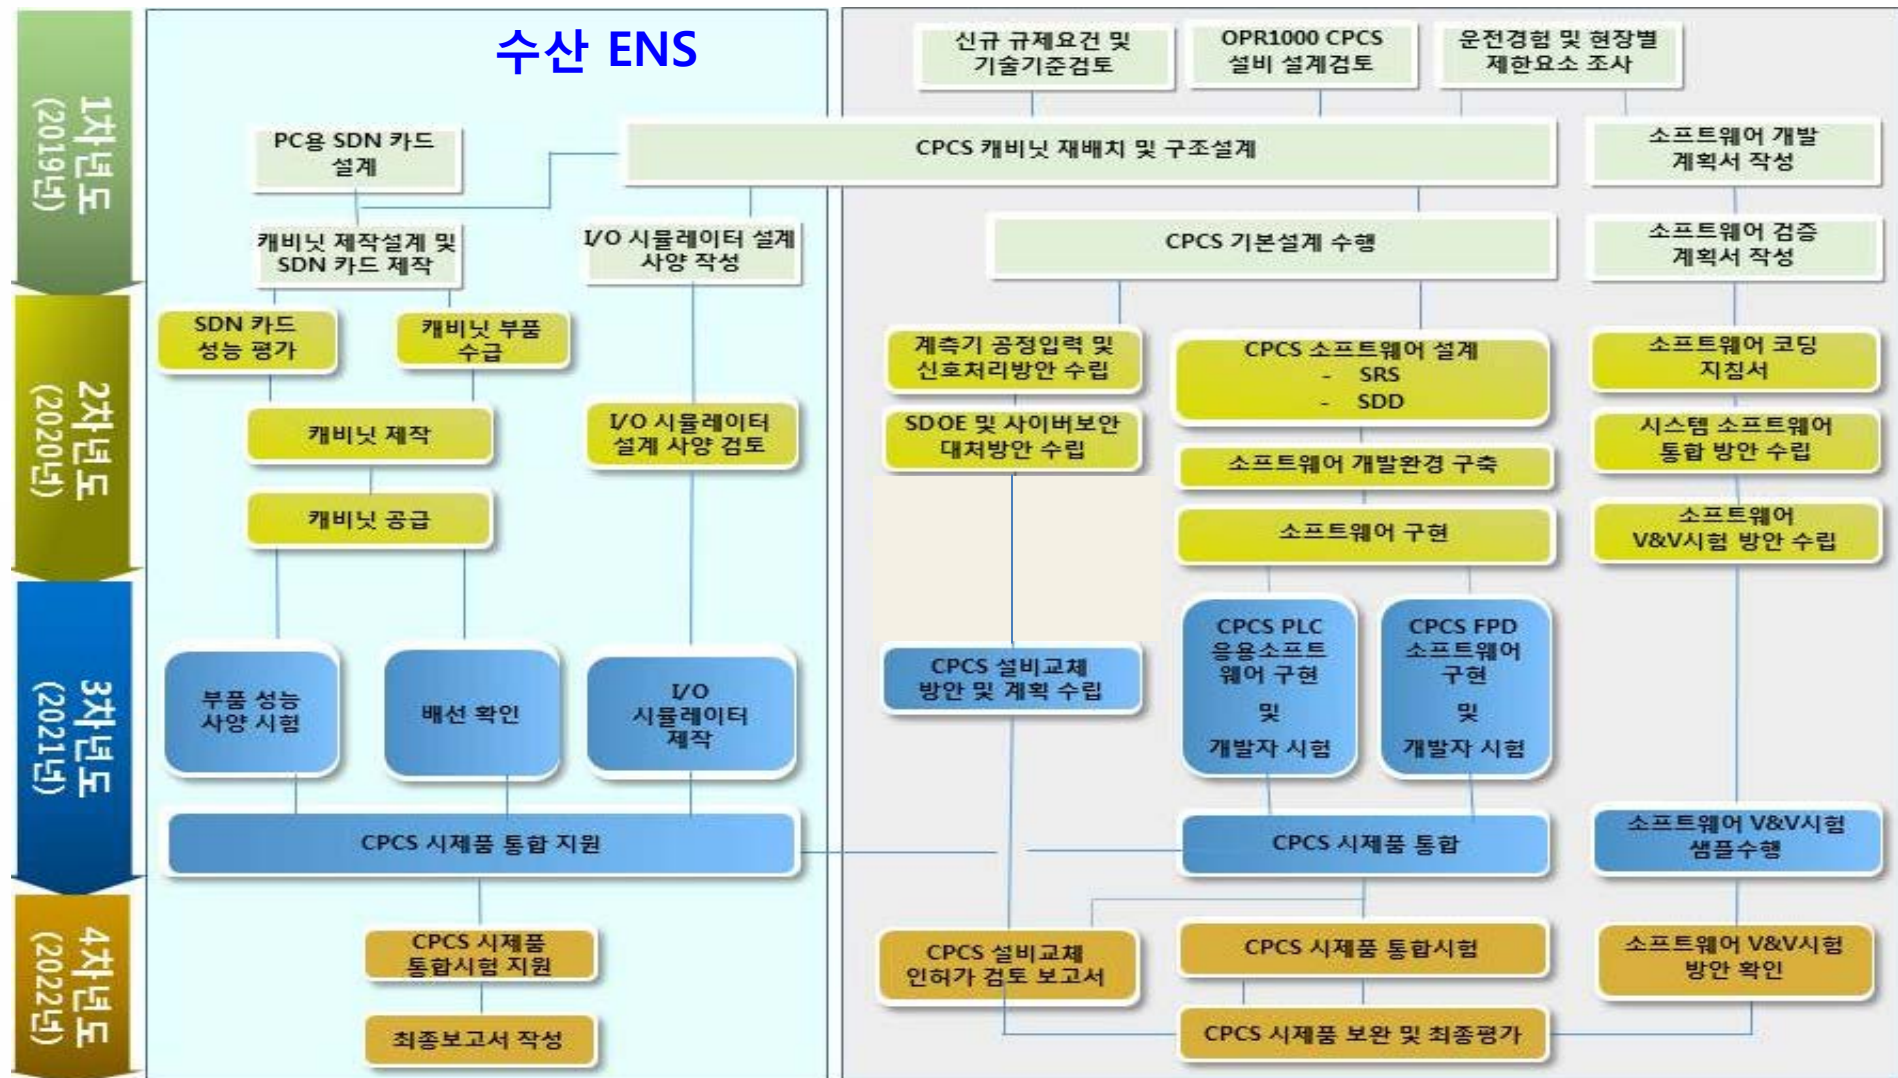 수산 ENS
1차년도
(2019년)
신규 규제요건 및
기술기준검토
OPR1000 CPCS
설비 설계검토
운전경험 및 현장별
제한요소 조사
PC용 SDN 카드
설계
CPCS 캐비닛 재배치 및 구조설계
소프트웨어 개발
계획서 작성
캐비닛 제작설계 및
SDN 카드 제작
I/O 시뮬레이터 설계
사양 작성
CPCS 기본설계 수행
소프트웨어 검증
계획서 작성
2차년도
(2020년)
SDN 카드
성능 평가
캐비닛 부품
수급
계측기 공정입력 및
신호처리방안 수립
CPCS 소프트웨어 설계
- SRS
- SDD
소프트웨어 코딩
지침서
캐비닛 제작
I/O 시뮬레이터
설계 사양 검토
SDOE 및 사이버보안
대처방안 수립
소프트웨어 개발환경 구축
시스템 소프트웨어
통합 방안 수립
캐비닛 공급
소프트웨어 구현
소프트웨어
V&V시험 방안 수립
3차년도
(2021년)
부품 성능
사양 시험
배선 확인
I/O
시뮬레이터
제작
CPCS 설비교체
방안 및 계획 수립
CPCS PLC
응용소프트
웨어 구현
및
개발자 시험
CPCS FPD
소프트웨어
구현
및
개발자 시험
CPCS 시제품 통합 지원
CPCS 시제품 통합
소프트웨어 V&V시험
샘플수행
4차년도
(2022년)
CPCS 시제품
통합시험 지원
CPCS 설비교체
인허가 검토 보고서
CPCS 시제품 통합시험
소프트웨어 V&V시험
방안 확인
최종보고서 작성
CPCS 시제품 보완 및 최종평가